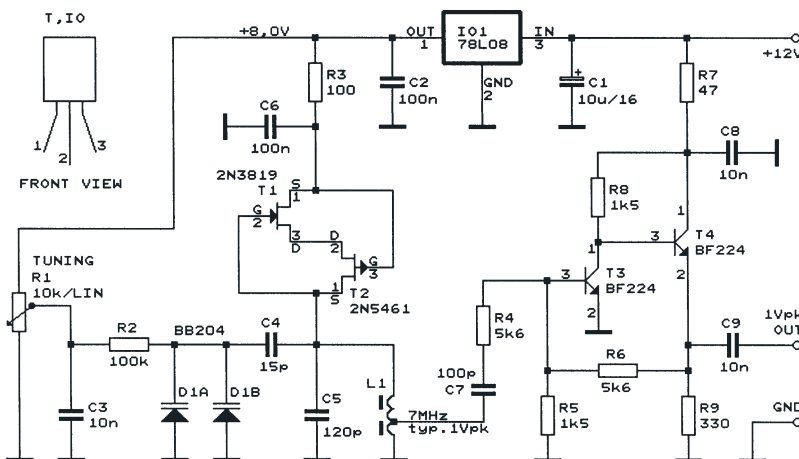 T,IO
1
2
3
FRONT VIEW
+8,0V
OUT
1
IO1
78L08
IN
3
GND
2
+12V
R3
100
C2
100n
C1
+
10u/16
R7
47
C6
100n
C8
10n
2N3819
T1
S
1
G
2
3
D
D
2
G
3
1
S
T2
2N5461
R8
1k5
1
3
T4
BF224
2
1
3
T3
BF224
2
TUNING
R1
10k/LIN
R2
100k
BB204
C4
15p
R4
5k6
C9
10n
1Vpk
OUT
R6
5k6
100p
C7
L1
D1A
D1B
C3
10n
C5
120p
7MHz
typ.1Vpk
R5
1k5
R9
330
GND